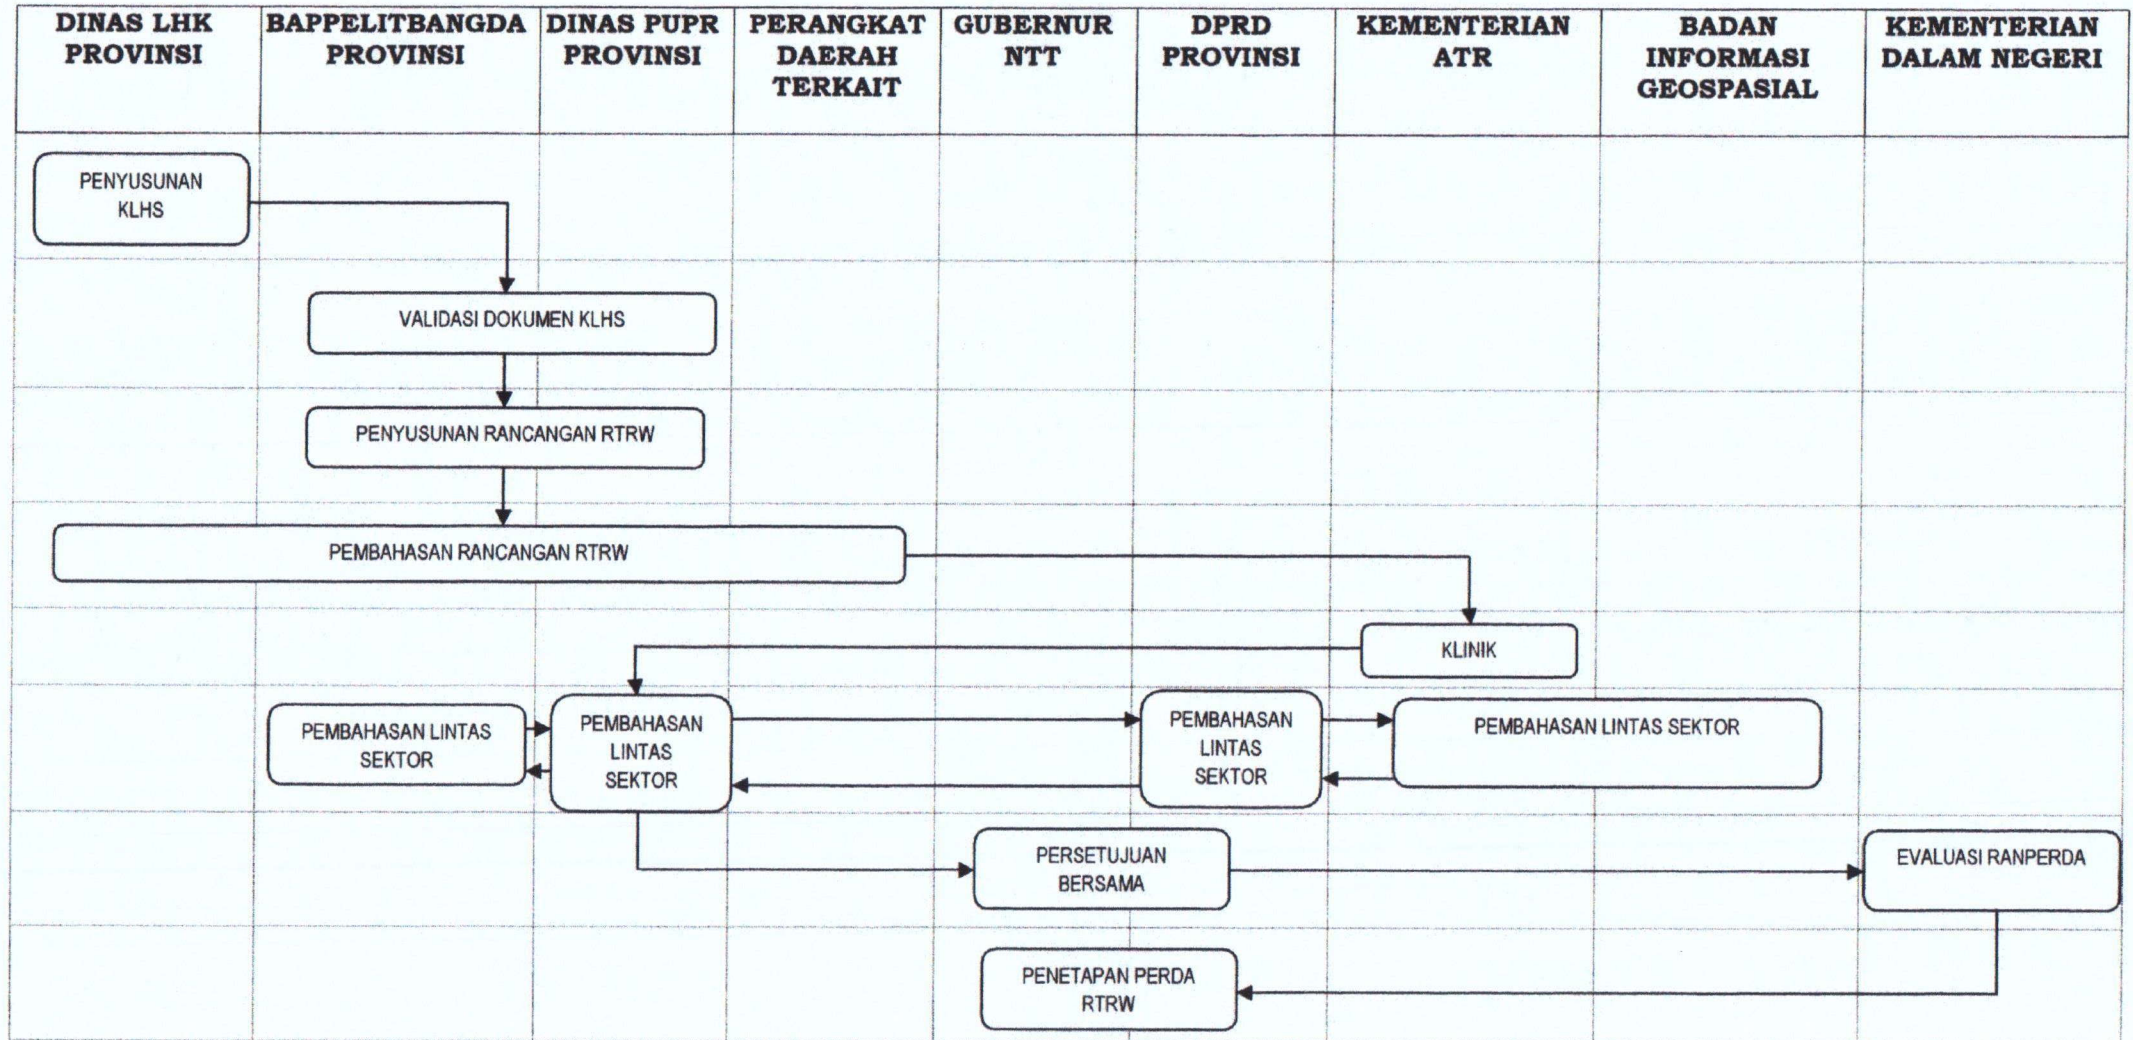 DINAS LHK
PROVINSI
BAPPELITBANGDA
PROVINSI
DINAS PUPR
PROVINSI
PERANGKAT
DAERAH
TERKAIT
GUBERNUR
NTT
DPRD
PROVINSI
KEMENTERIAN
ATR
BADAN
INFORMASI
GEOSPASIAL
KEMENTERIAN
DALAM NEGERI
PENYUSUNAN
KLHS
VALIDASI DOKUMEN KLHS
PENYUSUNAN RANCANGAN RTRW
PEMBAHASAN RANCANGAN RTRW
KLINIK
PEMBAHASAN LINTAS
SEKTOR
PEMBAHASAN
LINTAS
SEKTOR
PEMBAHASAN
LINTAS
SEKTOR
PEMBAHASAN LINTAS SEKTOR
PERSETUJUAN
BERSAMA
EVALUASI RANPERDA
PENETAPAN PERDA
RTRW